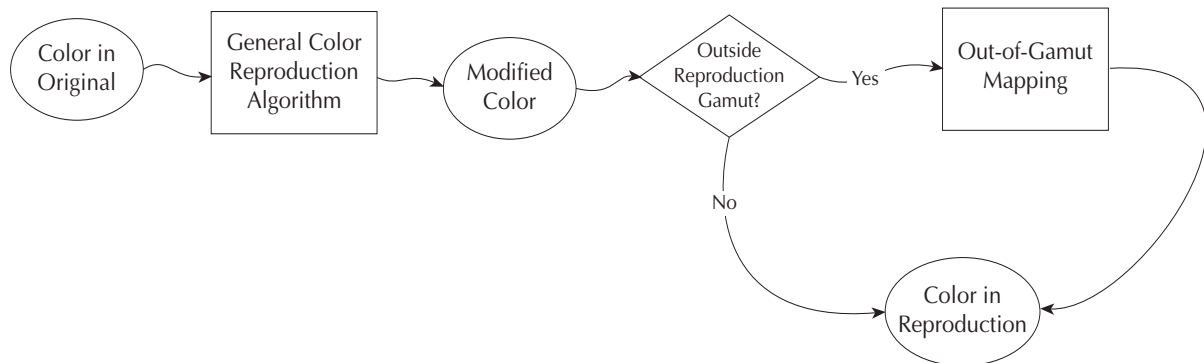 Color in
Original
General Color
Reproduction
Algorithm
Modified
Color
Outside
Reproduction
Gamut?
Yes
Out-of-Gamut
Mapping
No
Color in
Reproduction